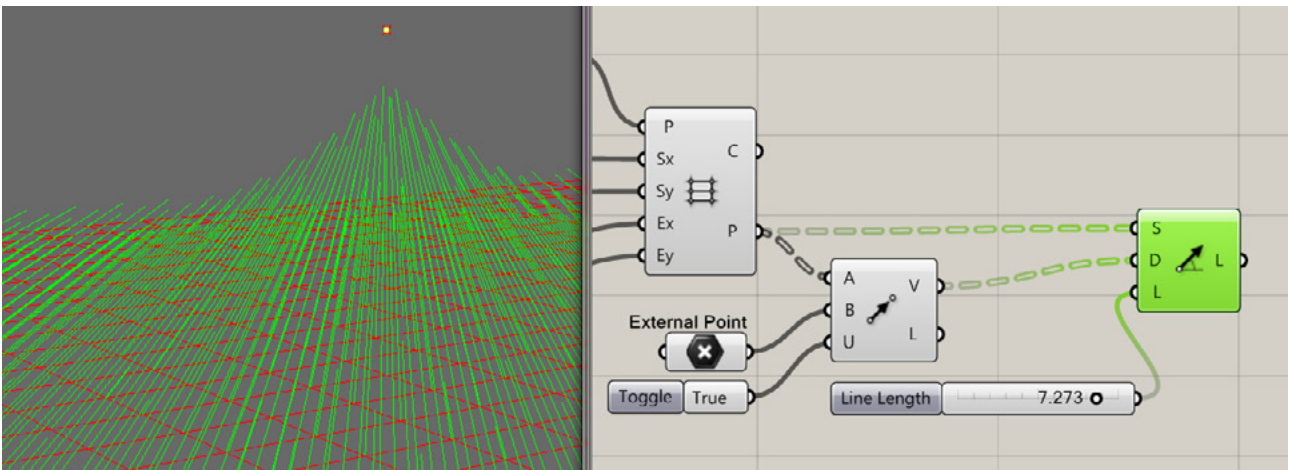 P
Sx
Sy
Ex
Ey
C
P
A
B
U
V
L
S
D
L
L
External Point
Toggle True
Line Length 7.273